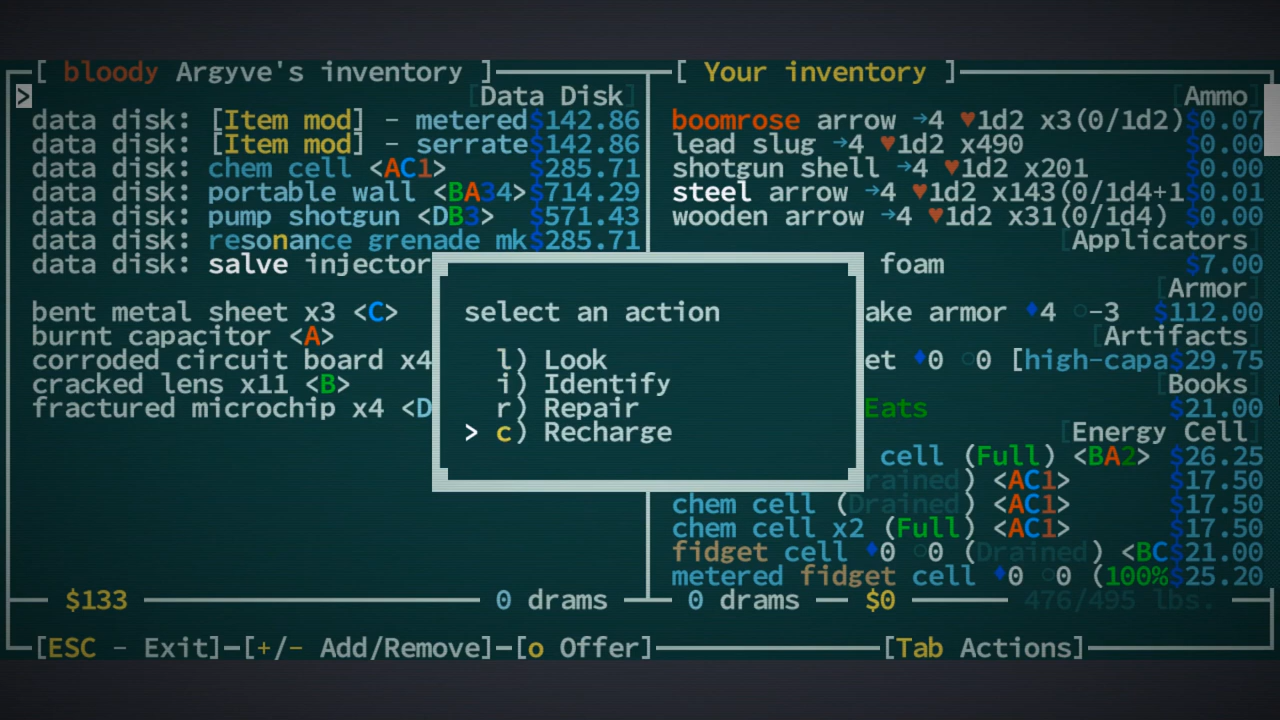 [ bloody Argyve's inventory ]
[ Your inventory ]
>
[Data Disk]
data disk: [Item mod] - metered $142.86
data disk: [Item mod] - serrate $142.86
data disk: chem cell <AC1> $285.71
data disk: portable wall <BA34> $714.29
data disk: pump shotgun <DB3> $571.43
data disk: resonance grenade mk $285.71
data disk: salve injector
bent metal sheet x3 <C>
burnt capacitor <A>
corroded circuit board x4
cracked lens x11 <B>
fractured microchip x4 <D
[Ammo]
boomrose arrow →4 ♥1d2 x3(0/1d2) $0.07
lead slug →4 ♥1d2 x490 $0.00
shotgun shell →4 ♥1d2 x201 $0.00
steel arrow →4 ♥1d2 x143(0/1d4+1 $0.01
wooden arrow →4 ♥1d2 x31(0/1d4) $0.00
[Applicators]
foam $7.00
[Armor]
ake armor ♦4 ○-3 $112.00
[Artifacts]
et ♦0 ○0 [high-capa $29.75
[Books]
Eats $21.00
[Energy Cell]
cell (Full) <BA2> $26.25
rained) <AC1> $17.50
chem cell (Drained) <AC1> $17.50
chem cell x2 (Full) <AC1> $17.50
fidget cell ♦0 ○0 (Drained) <BC $21.00
metered fidget cell ♦0 ○0 (100% $25.20
select an action
l) Look
i) Identify
r) Repair
> c) Recharge
$133
0 drams
0 drams
$0
476/495 lbs.
[ESC - Exit]
[+/- Add/Remove]
[o Offer]
[Tab Actions]